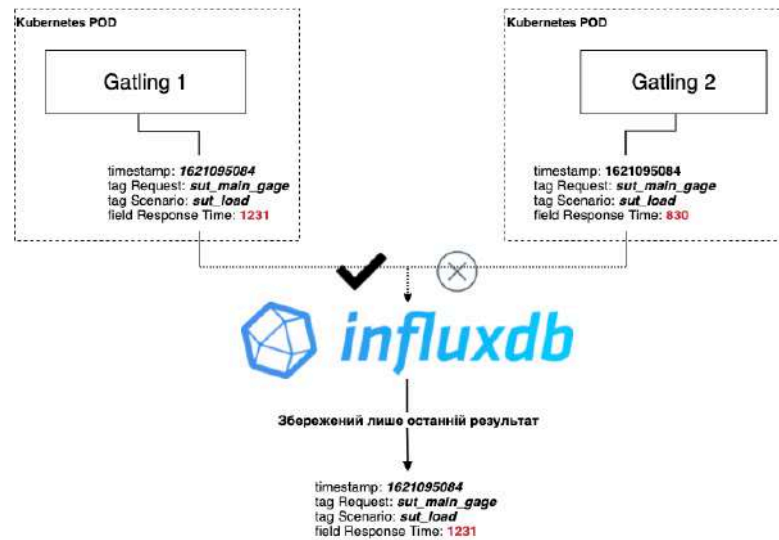 Kubernetes POD
Gatling 1
timestamp: 1621095084
tag Request: sut_main_gage
tag Scenario: sut_load
field Response Time: 1231
Kubernetes POD
Gatling 2
timestamp: 1621095084
tag Request: sut_main_gage
tag Scenario: sut_load
field Response Time: 830
influxdb
Збережений лише останній результат
timestamp: 1621095084
tag Request: sut_main_gage
tag Scenario: sut_load
field Response Time: 1231